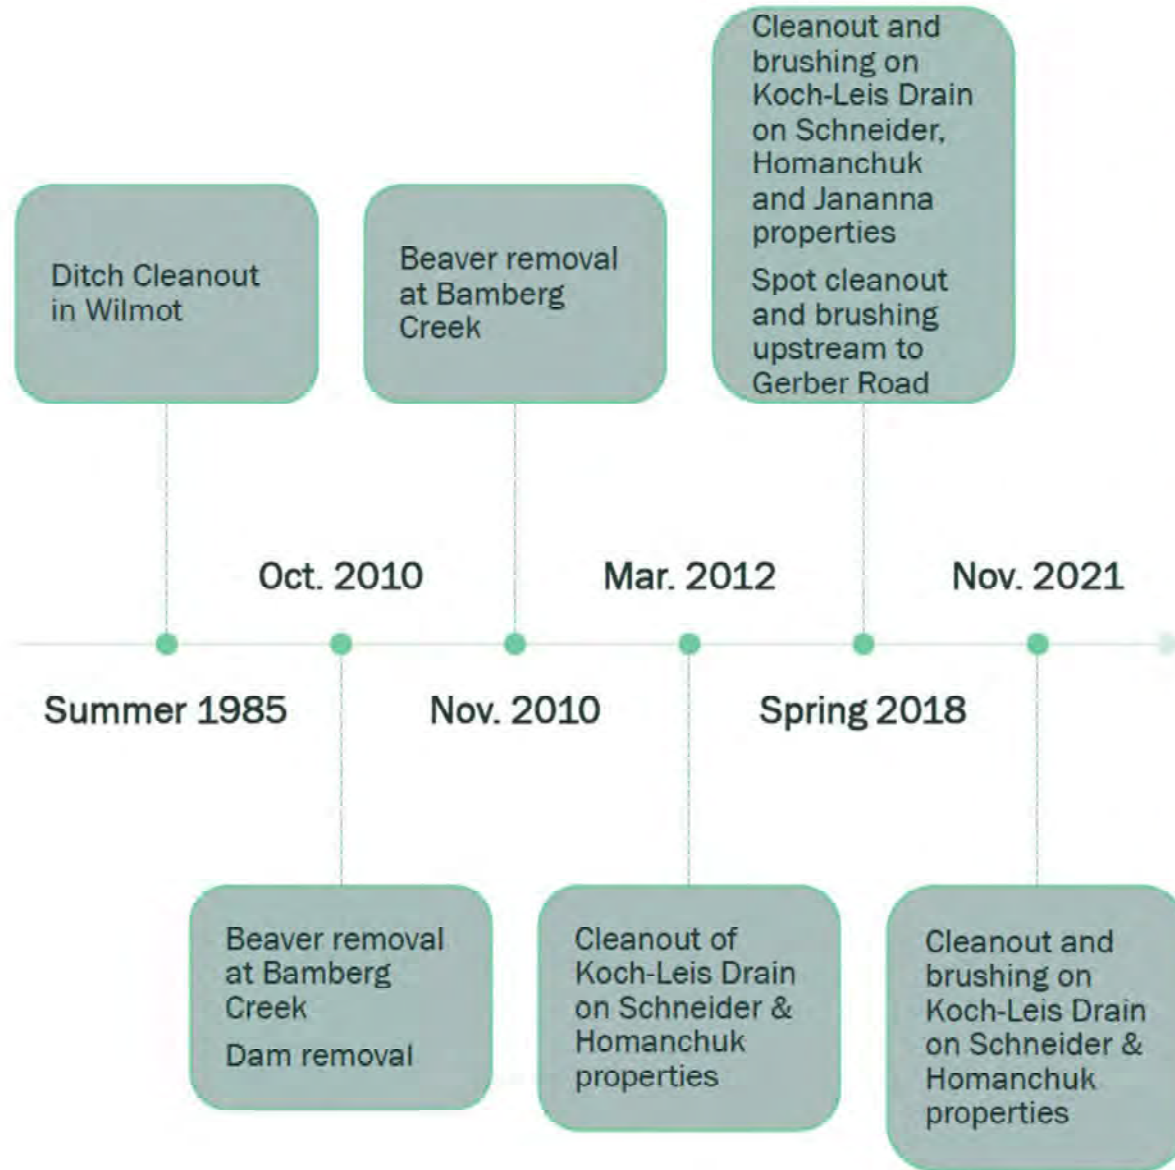 Cleanout and
brushing on
Koch-Leis Drain
on Schneider,
Homanchuk
and Jananna
properties
Spot cleanout
and brushing
upstream to
Gerber Road
Ditch Cleanout
in Wilmot
Beaver removal
at Bamberg
Creek
Oct. 2010
Mar. 2012
Nov. 2021
Summer 1985
Nov. 2010
Spring 2018
Beaver removal
at Bamberg
Creek
Dam removal
Cleanout of
Koch-Leis Drain
on Schneider &
Homanchuk
properties
Cleanout and
brushing on
Koch-Leis Drain
on Schneider &
Homanchuk
properties